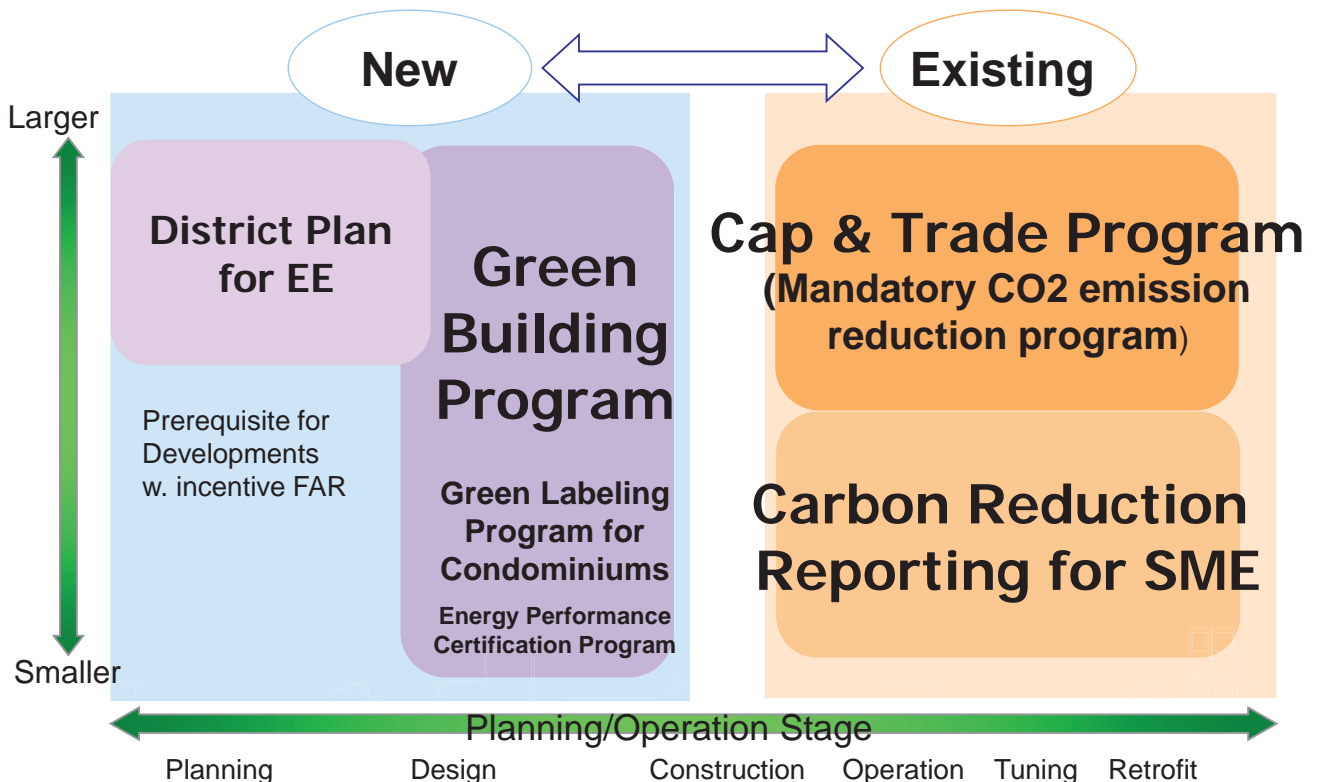 New
Existing
Larger
District Plan
for EE
Green
Building
Program
Cap & Trade Program
(Mandatory CO2 emission
reduction program)
Prerequisite for
Developments
w. incentive FAR
Green Labeling
Program for
Condominiums
Energy Performance
Certification Program
Carbon Reduction
Reporting for SME
Smaller
Planning/Operation Stage
Planning Design Construction Operation Tuning Retrofit